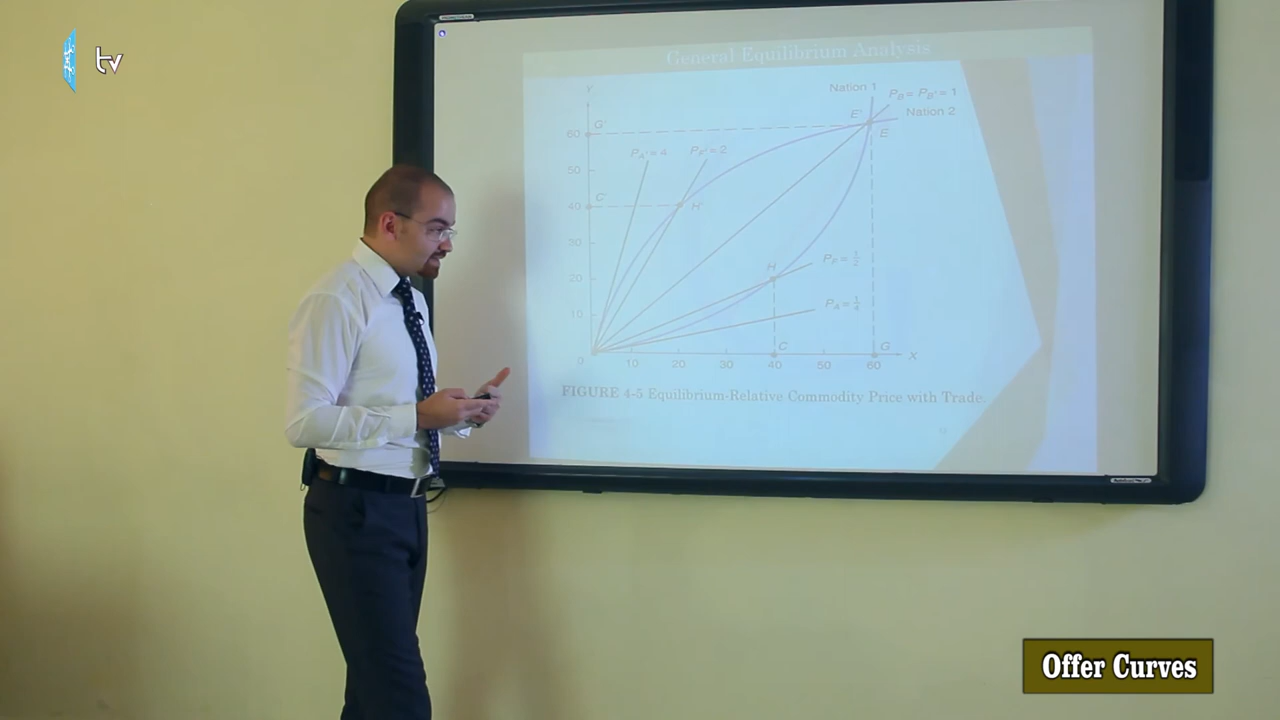 tv
General Equilibrium Analysis
Y
Nation 1
P_B = P_B' = 1
Nation 2
E'
E
G'
60
P_A' = 4
P_F' = 2
50
C'
40
H'
30
H
P_F = 1/2
20
P_A = 1/4
10
0
10
20
30
40
50
60
C
G
X
FIGURE 4-5 Equilibrium-Relative Commodity Price with Trade.
Offer Curves